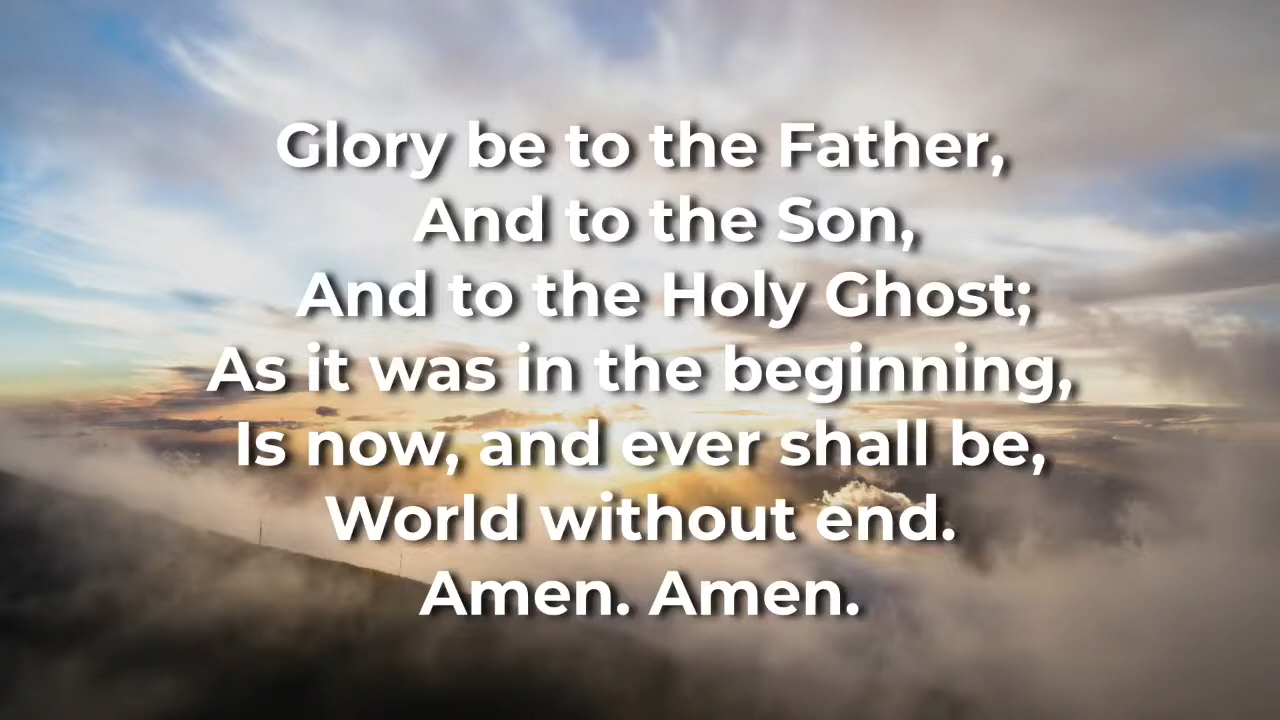 Glory be to the Father,
And to the Son,
And to the Holy Ghost;
As it was in the beginning,
Is now, and ever shall be,
World without end.
Amen. Amen.